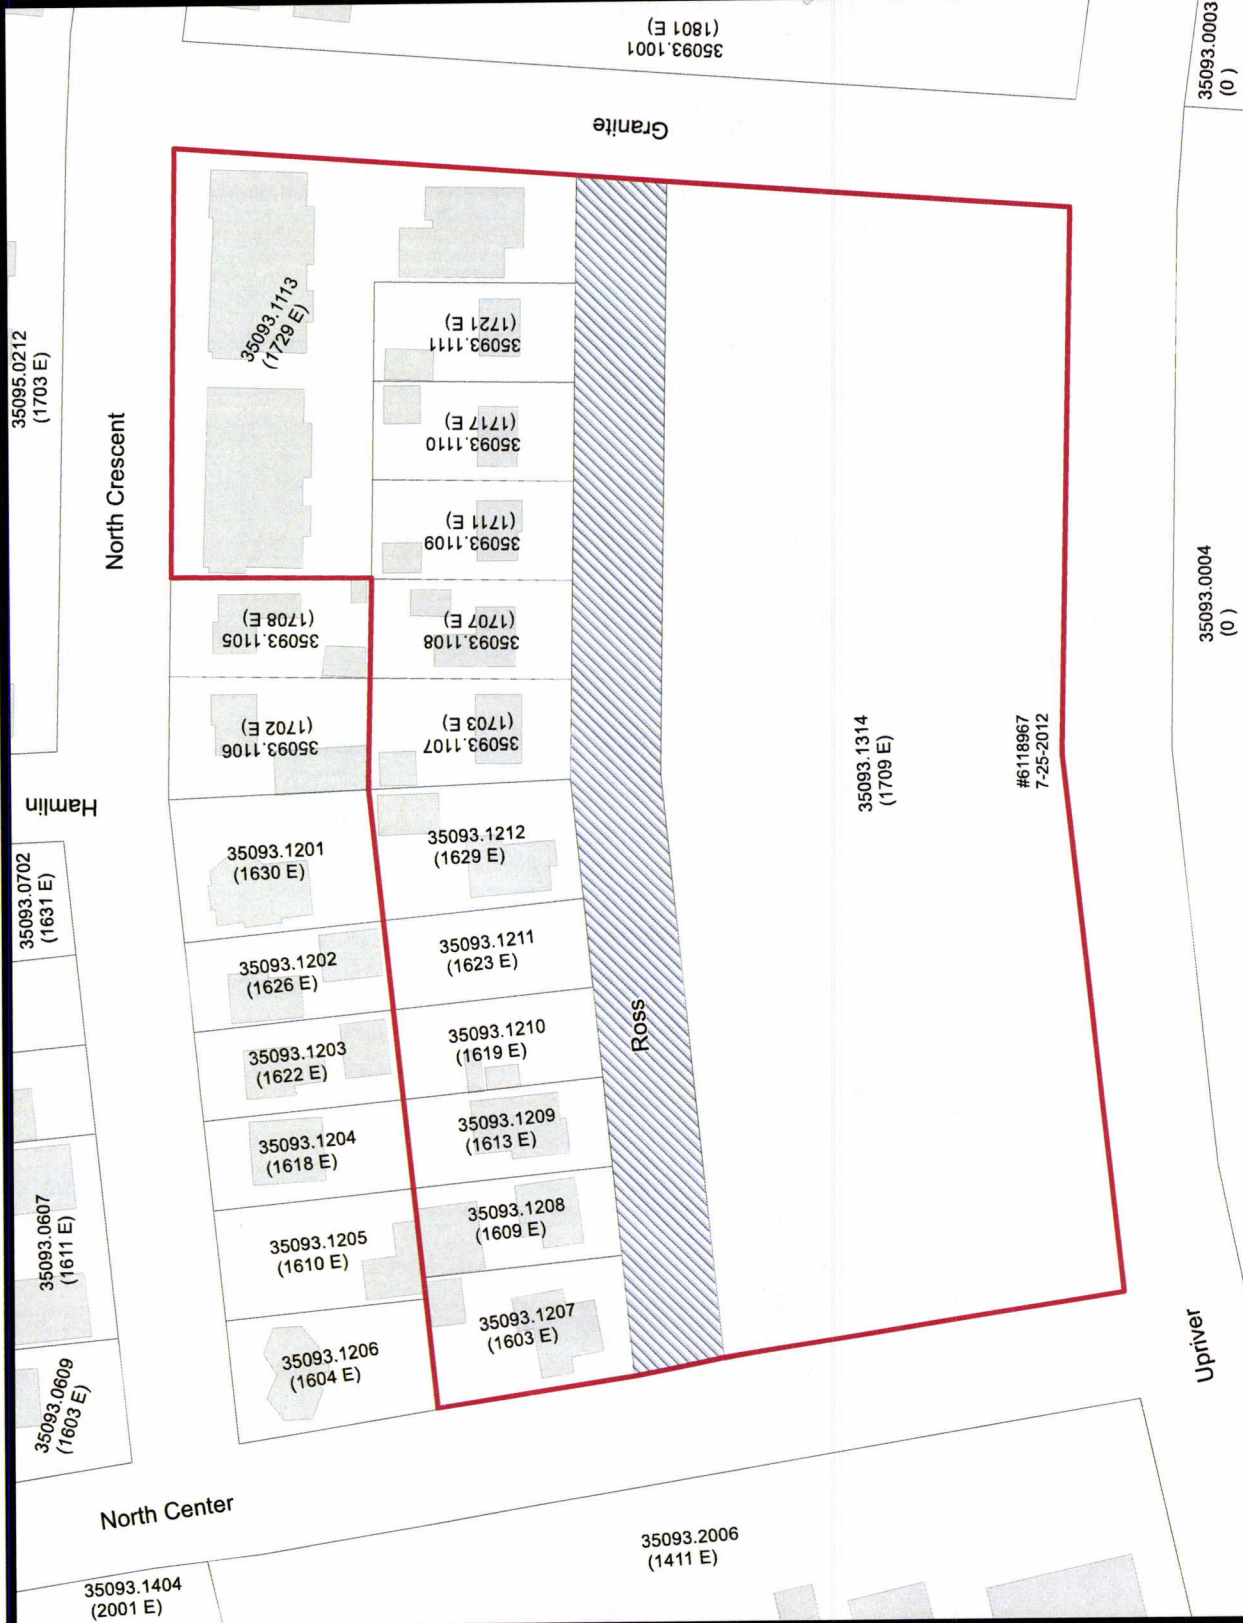 35093.1001
(1801 E)
35093.0003
(0 )
Granite
35095.0212
(1703 E)
North Crescent
35093.1113
(1729 E)
35093.1111
(1721 E)
35093.1110
(1717 E)
35093.1109
(1711 E)
35093.1105
(1708 E)
35093.1108
(1707 E)
35093.1106
(1702 E)
35093.1107
(1703 E)
35093.0004
(0 )
35093.1314
(1709 E)
#6118967
7-25-2012
Hamlin
35093.0702
(1631 E)
35093.1201
(1630 E)
35093.1212
(1629 E)
35093.1202
(1626 E)
35093.1211
(1623 E)
35093.1203
(1622 E)
35093.1210
(1619 E)
Ross
35093.1204
(1618 E)
35093.1209
(1613 E)
35093.0607
(1611 E)
35093.1205
(1610 E)
35093.1208
(1609 E)
35093.1206
(1604 E)
35093.1207
(1603 E)
35093.0609
(1603 E)
Upriver
North Center
35093.2006
(1411 E)
35093.1404
(2001 E)